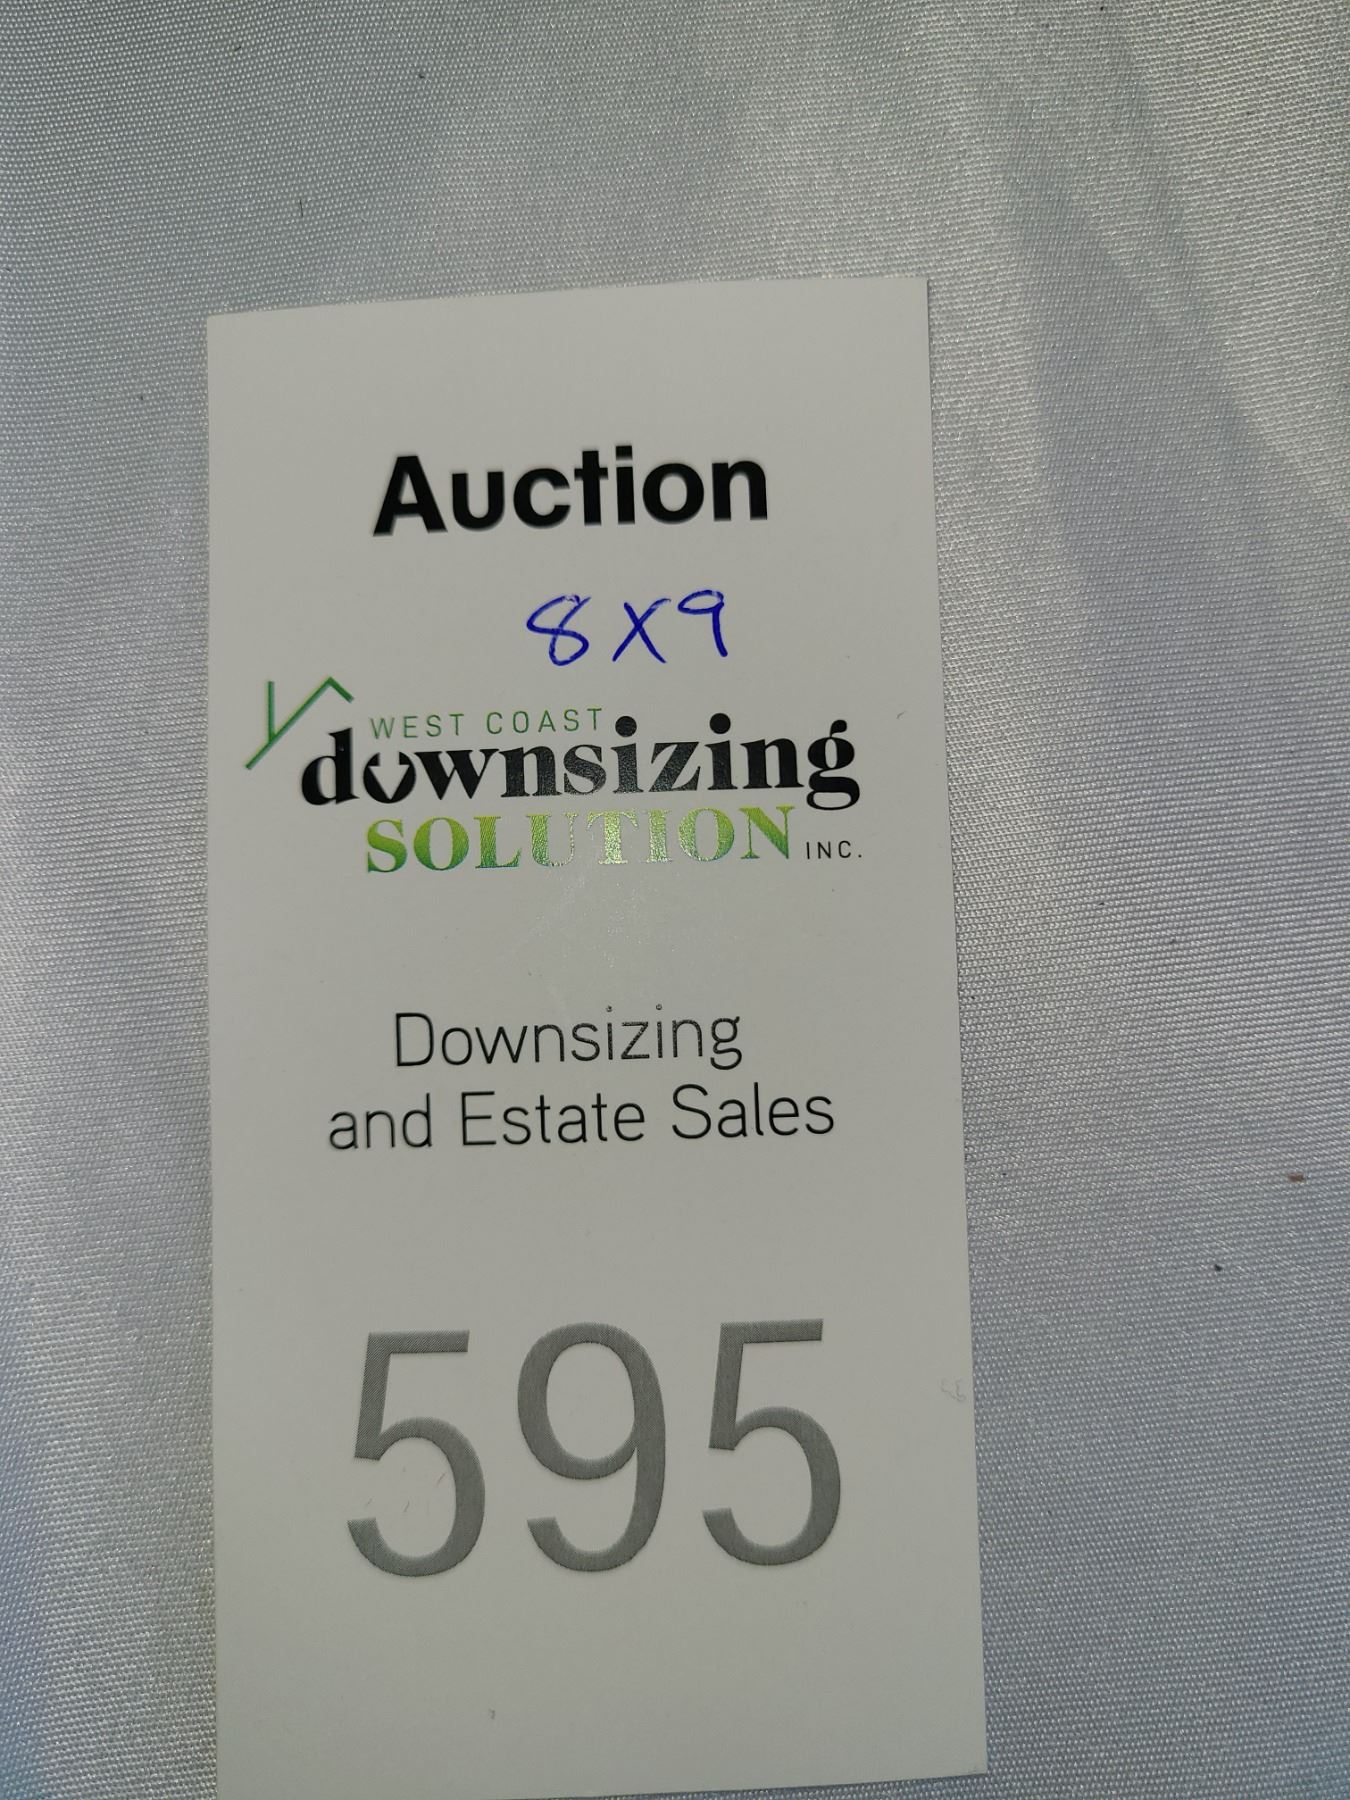 Auction
8x9
WEST COAST
downsizing
SOLUTION INC.
Downsizing
and Estate Sales
595